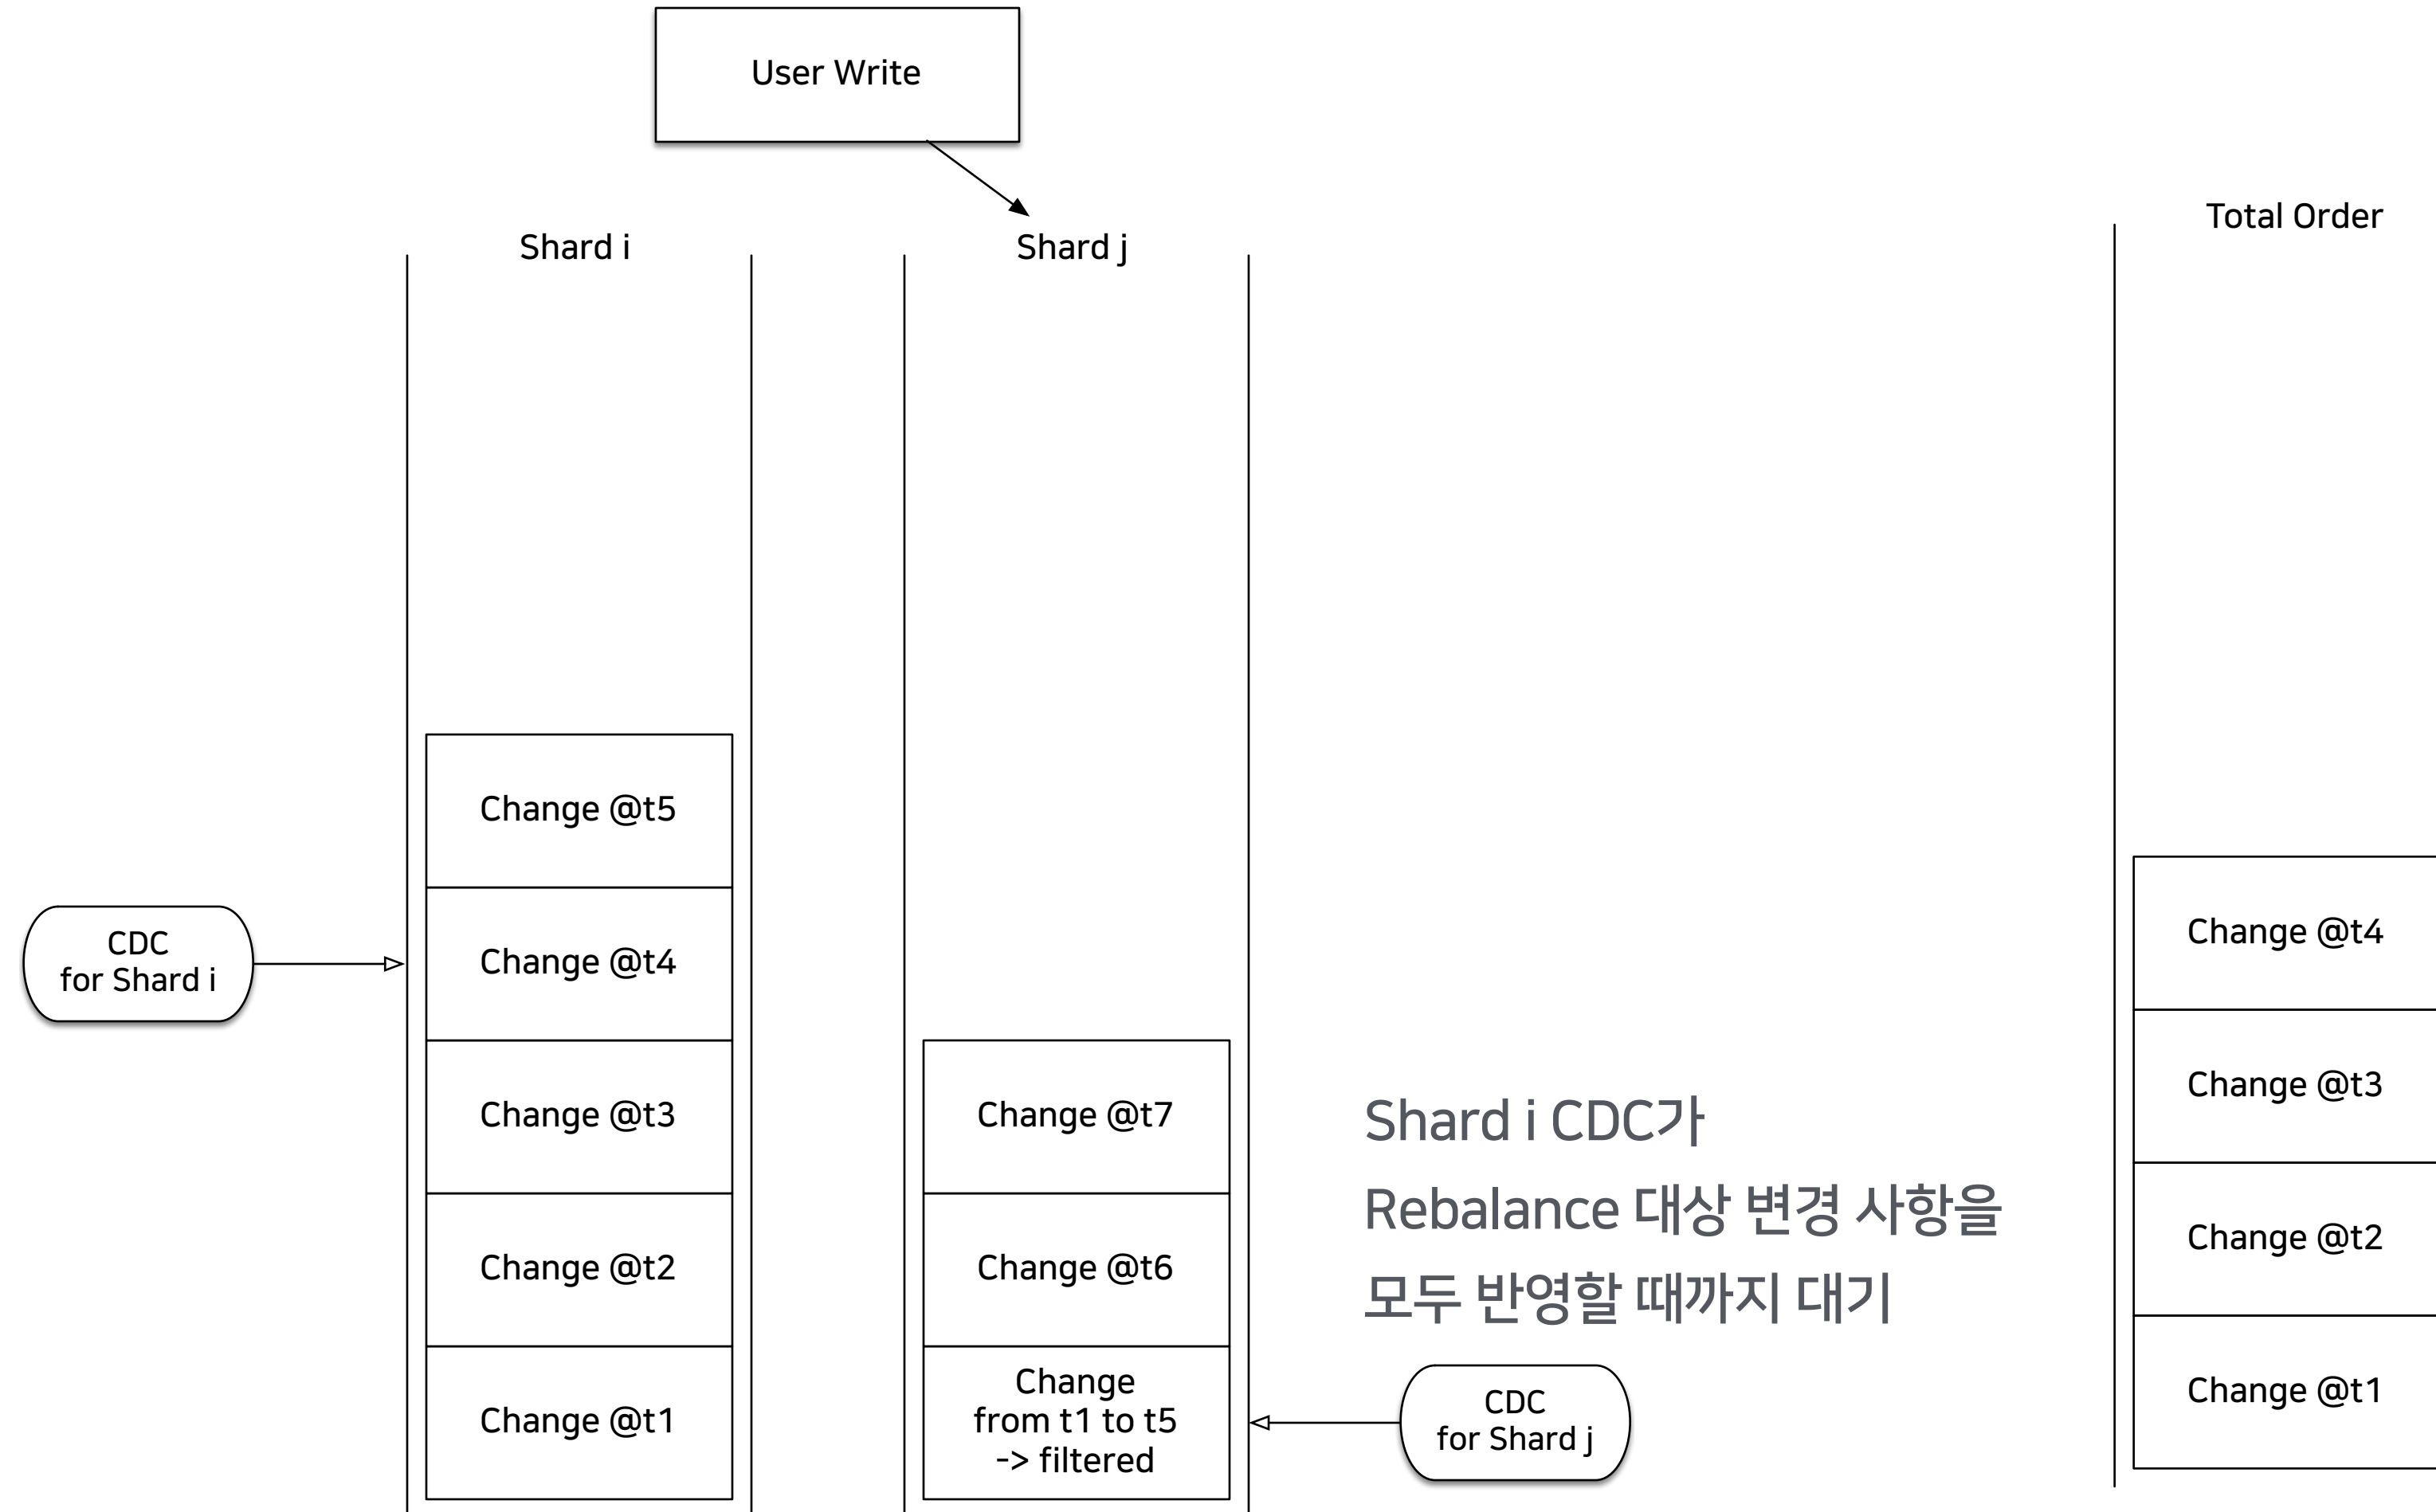 User Write
Shard i
Shard j
Total Order
Change @t5
Change @t4
Change @t3
Change @t2
Change @t1
CDC
for Shard i
Change @t7
Change @t6
Change
from t1 to t5
-> filtered
Shard i CDC가
Rebalance 대상 변경 사항을
모두 반영할 때까지 대기
CDC
for Shard j
Change @t4
Change @t3
Change @t2
Change @t1